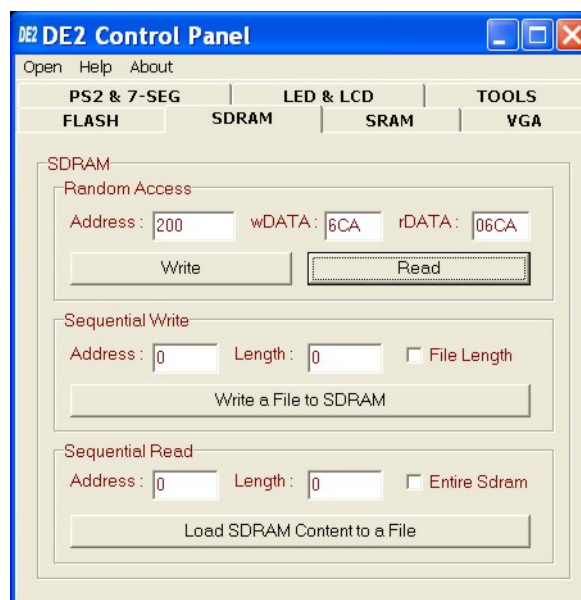 DE2 DE2 Control Panel
Open Help About
PS2 & 7-SEG LED & LCD TOOLS
FLASH SDRAM SRAM VGA
SDRAM
Random Access
Address : 200 wDATA : 6CA rDATA : 06CA
Write Read
Sequential Write
Address : 0 Length : 0 File Length
Write a File to SDRAM
Sequential Read
Address : 0 Length : 0 Entire Sdram
Load SDRAM Content to a File